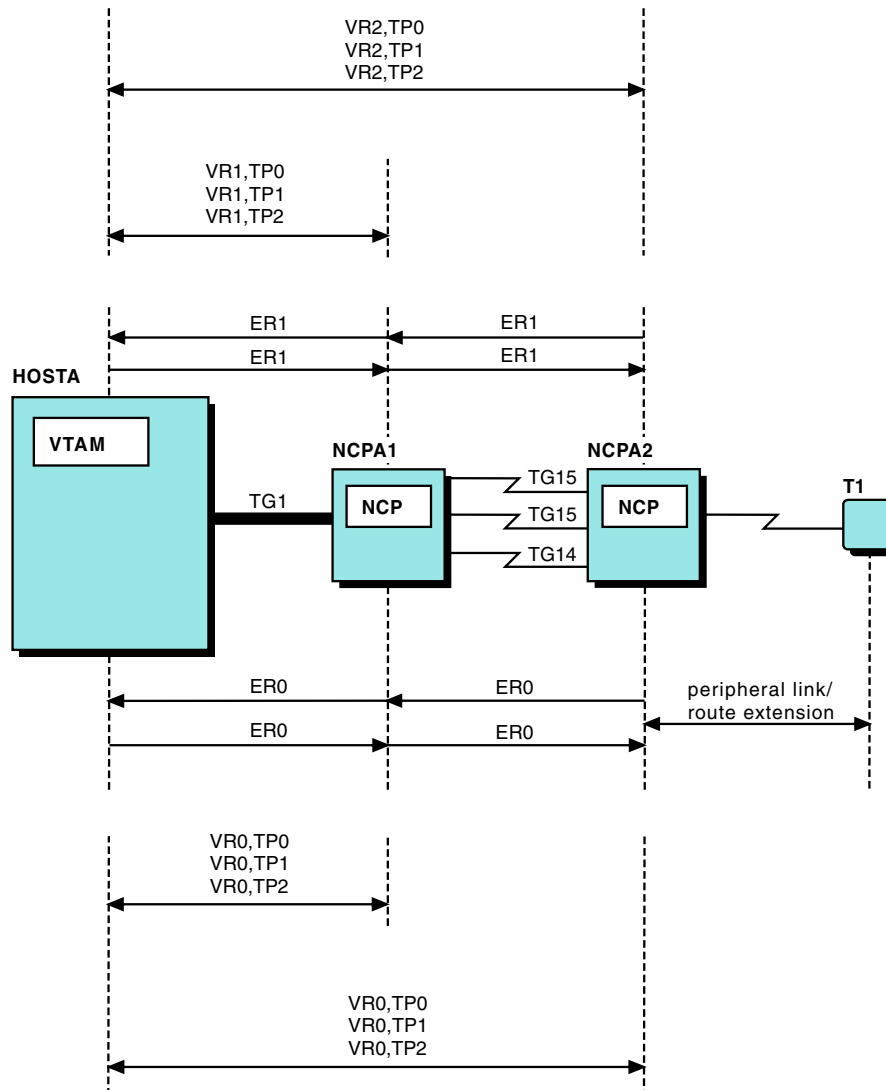 VR2,TP0
VR2,TP1
VR2,TP2
VR1,TP0
VR1,TP1
VR1,TP2
ER1
ER1
ER1
ER1
HOSTA
VTAM
NCPA1
NCPA2
TG15
T1
TG1
NCP
TG15
NCP
TG14
ER0
ER0
peripheral link/
route extension
ER0
ER0
VR0,TP0
VR0,TP1
VR0,TP2
VR0,TP0
VR0,TP1
VR0,TP2